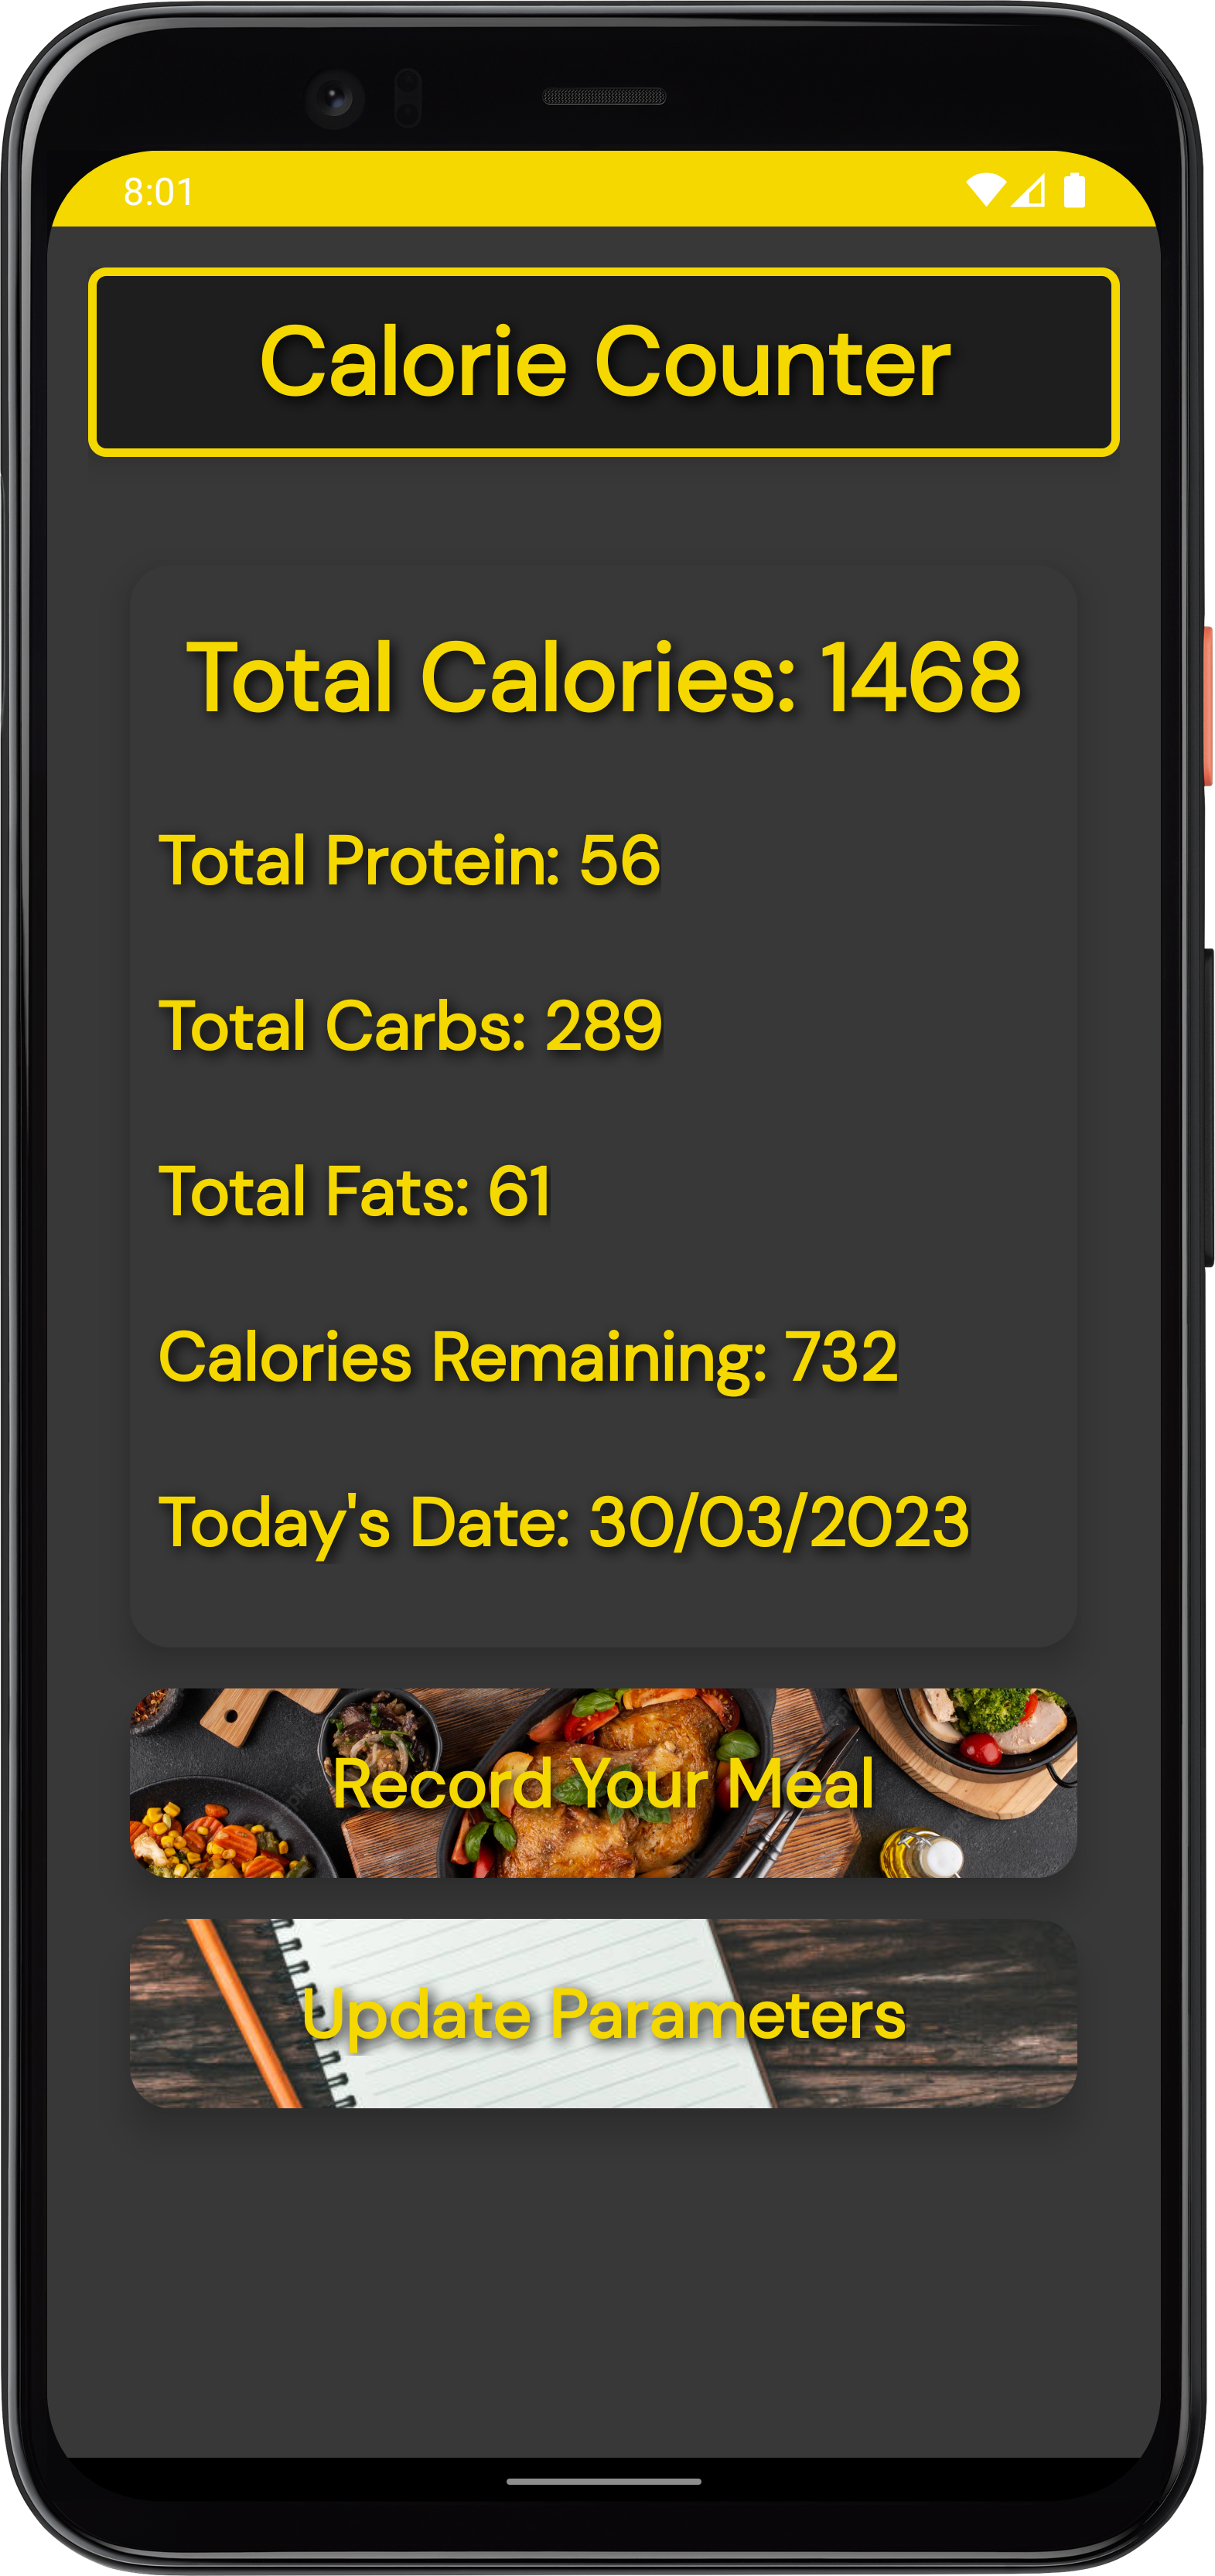 8:01
Calorie Counter
Total Calories: 1468
Total Protein: 56
Total Carbs: 289
Total Fats: 61
Calories Remaining: 732
Today's Date: 30/03/2023
Record Your Meal
Update Parameters